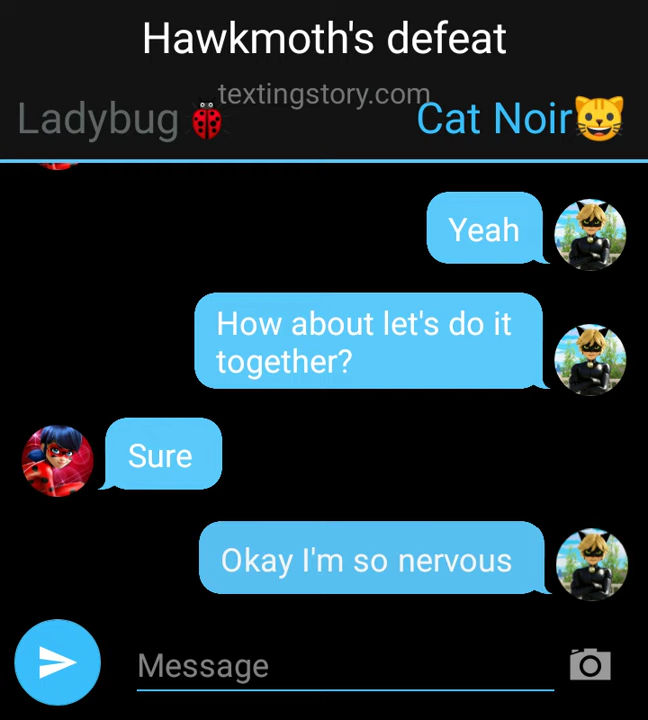 Hawkmoth's defeat
textingstory.com
Ladybug🐞 Cat Noir😺
Yeah
How about let's do it
together?
Sure
Okay I'm so nervous
Message